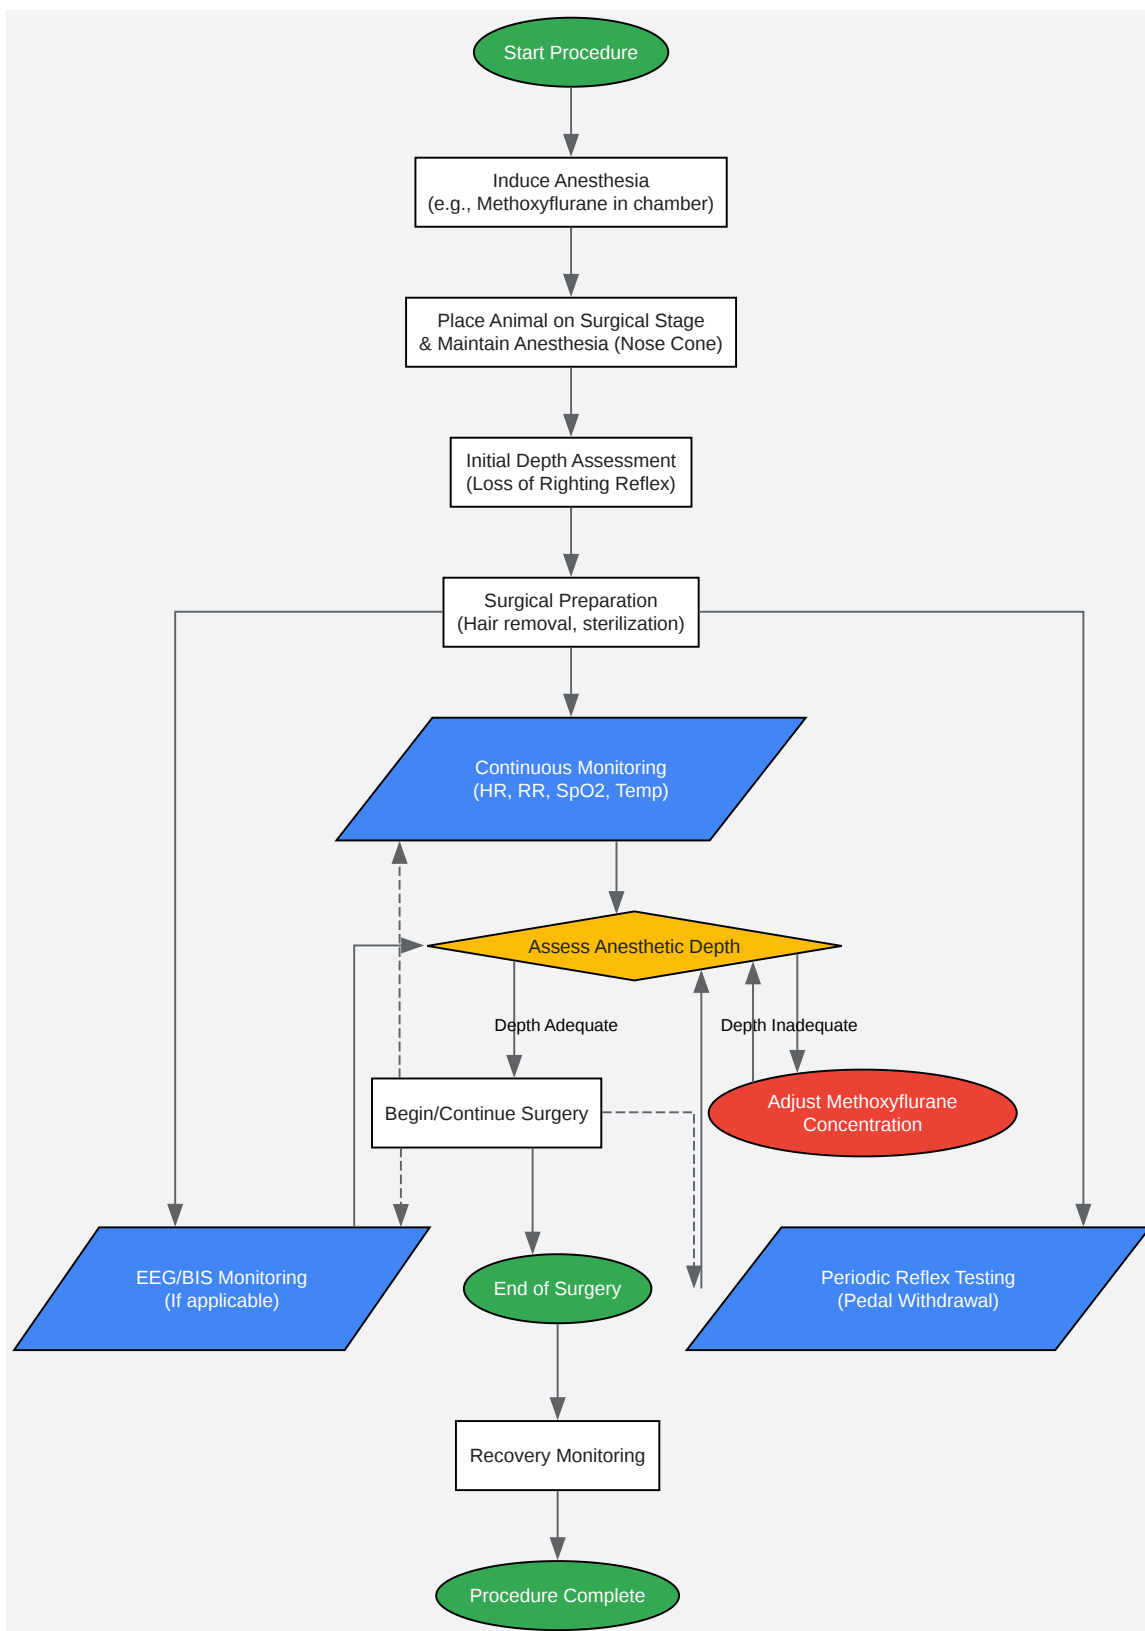 Start Procedure
Induce Anesthesia
(e.g., Methoxyflurane in chamber)
Place Animal on Surgical Stage
& Maintain Anesthesia (Nose Cone)
Initial Depth Assessment
(Loss of Righting Reflex)
Surgical Preparation
(Hair removal, sterilization)
Continuous Monitoring
(HR, RR, SpO2, Temp)
Assess Anesthetic Depth
Depth Adequate
Depth Inadequate
Begin/Continue Surgery
Adjust Methoxyflurane
Concentration
EEG/BIS Monitoring
(If applicable)
End of Surgery
Periodic Reflex Testing
(Pedal Withdrawal)
Recovery Monitoring
Procedure Complete